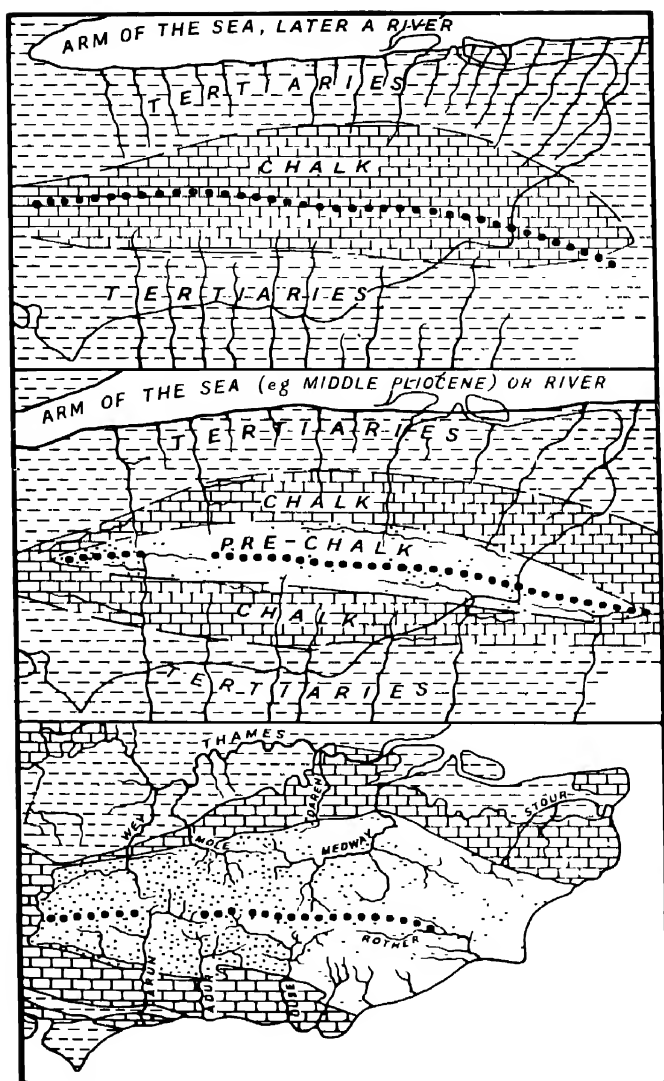 ARM OF THE SEA, LATER A RIVER
TERTIARIES
CHALK
TERTIARIES
ARM OF THE SEA (eg MIDDLE PLIOCENE) OR RIVER
TERTIARIES
CHALK
PRE-CHALK
CHALK
TERTIARIES
THAMES
DAREN
STOUR
WEY
MOLE
MEDWAY
ROTHER
ARUN
ADUR
OUSE